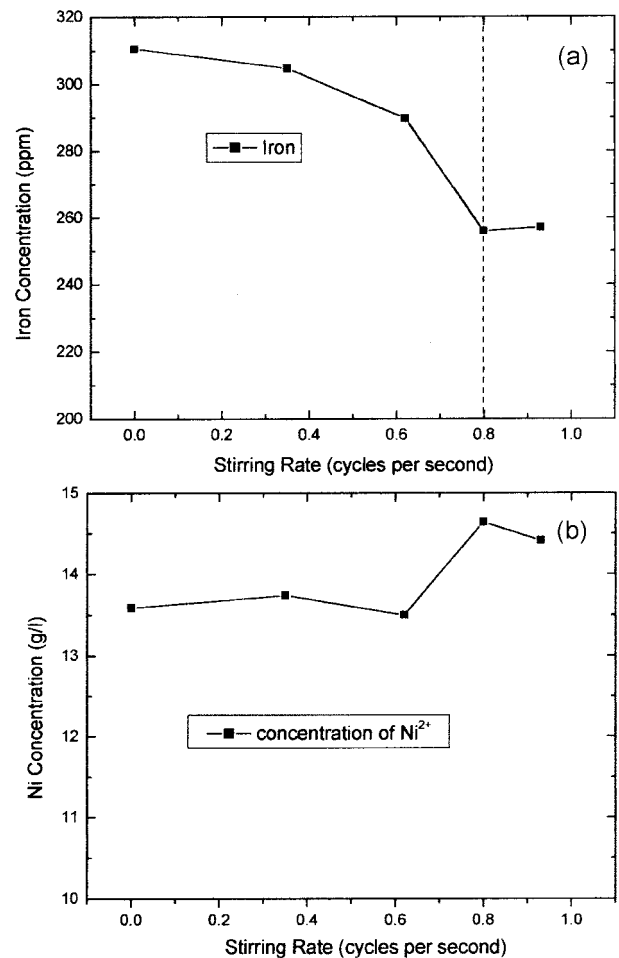 320
(a)
300
Iron
280
260
240
220
200
Iron Concentration (ppm)
0.0 0.2 0.4 0.6 0.8 1.0
Stirring Rate (cycles per second)
15
(b)
14
13
concentration of Ni²⁺
12
11
10
Ni Concentration (g/l)
0.0 0.2 0.4 0.6 0.8 1.0
Stirring Rate (cycles per second)